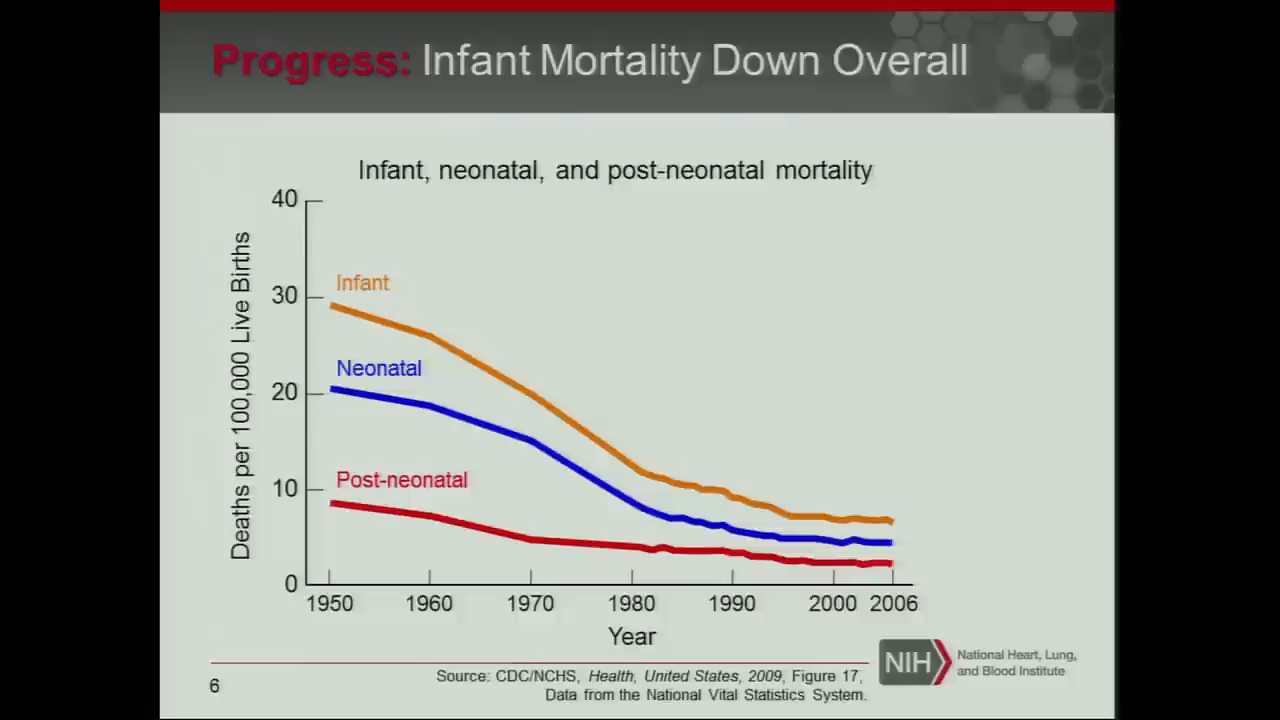 Progress: Infant Mortality Down Overall
Infant, neonatal, and post-neonatal mortality
Deaths per 100,000 Live Births
40
30
20
10
0
Infant
Neonatal
Post-neonatal
1950 1960 1970 1980 1990 2000 2006
Year
Source: CDC/NCHS, Health, United States, 2009, Figure 17,
Data from the National Vital Statistics System.
6
NIH
National Heart, Lung,
and Blood Institute